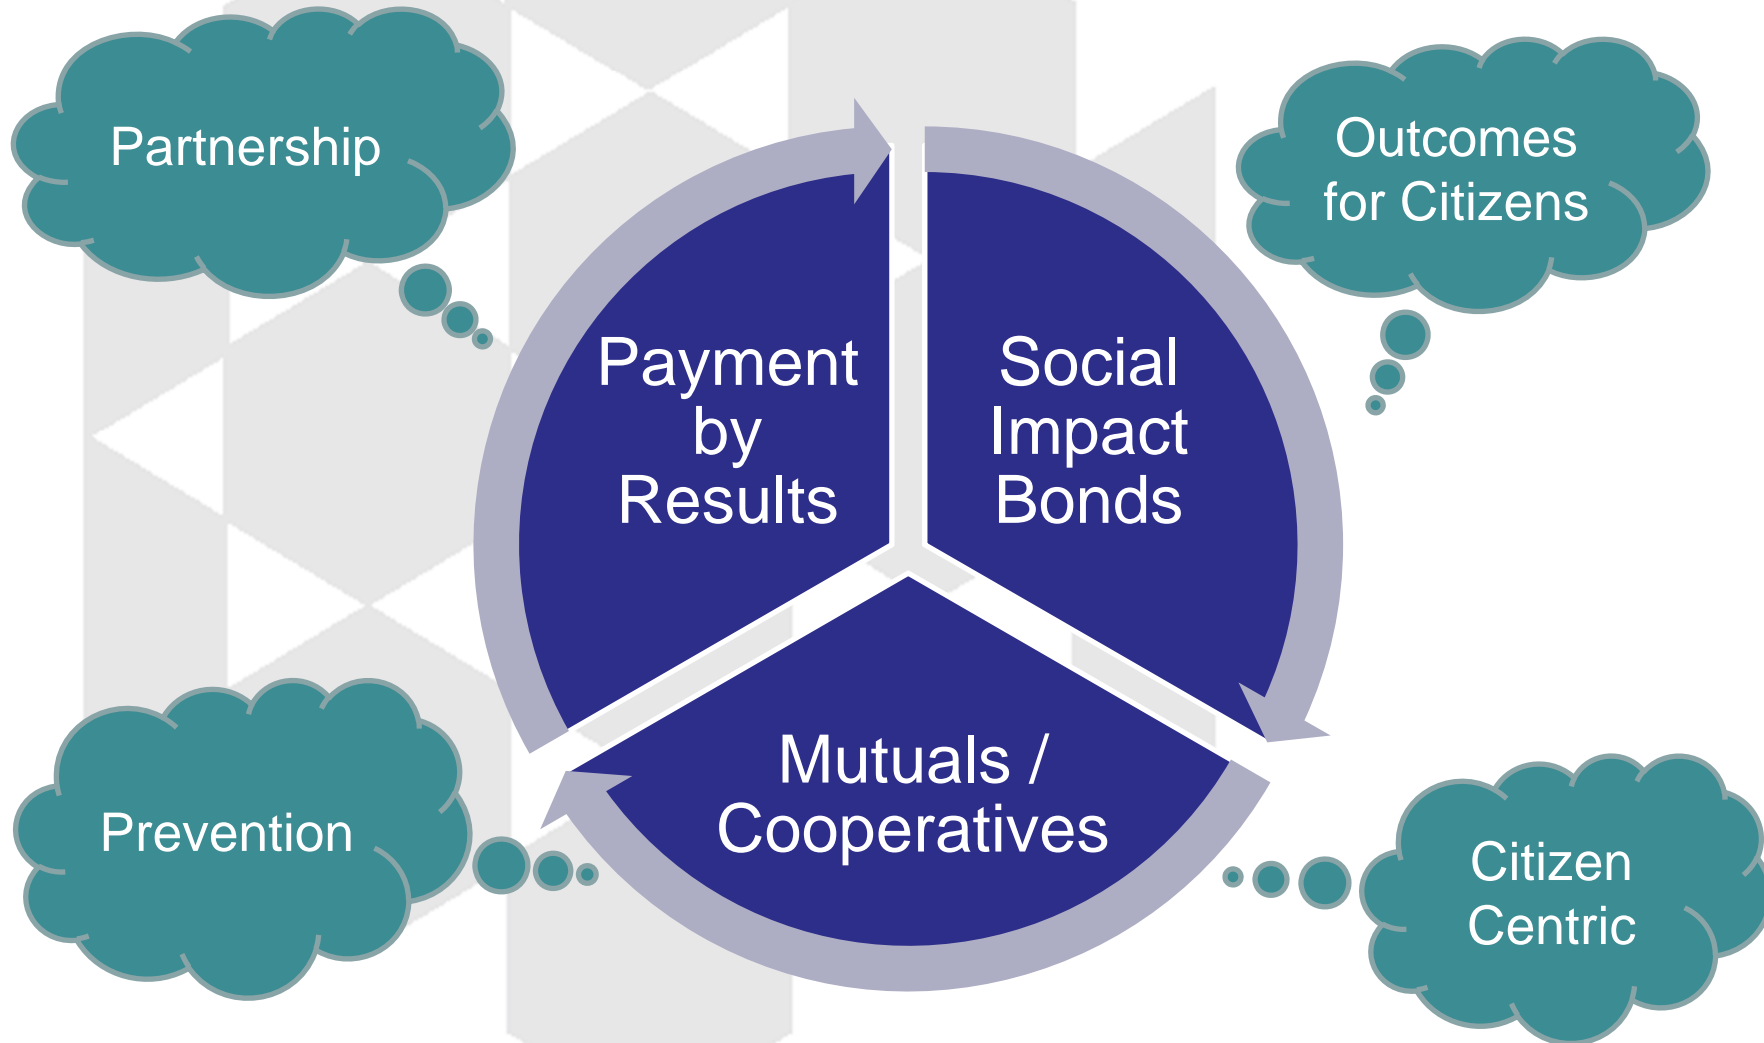 Partnership
Outcomes
for Citizens
Payment
by
Results
Social
Impact
Bonds
Mutuals /
Cooperatives
Prevention
Citizen
Centric